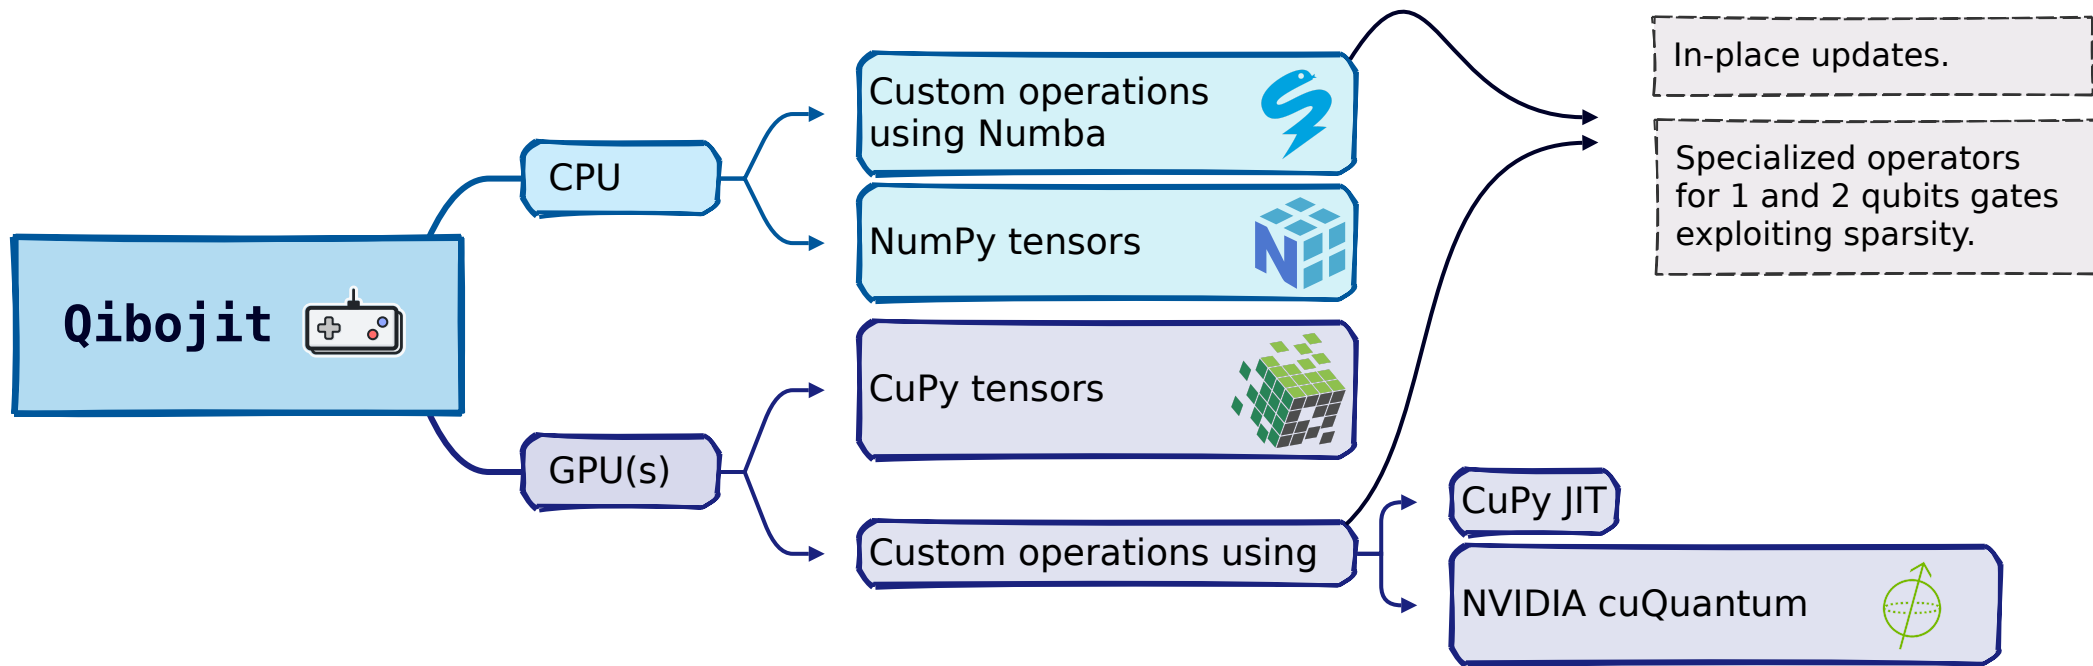 Qibojit
CPU
GPU(s)
Custom operations
using Numba
NumPy tensors
CuPy tensors
Custom operations using
CuPy JIT
NVIDIA cuQuantum
In-place updates.
Specialized operators
for 1 and 2 qubits gates
exploiting sparsity.